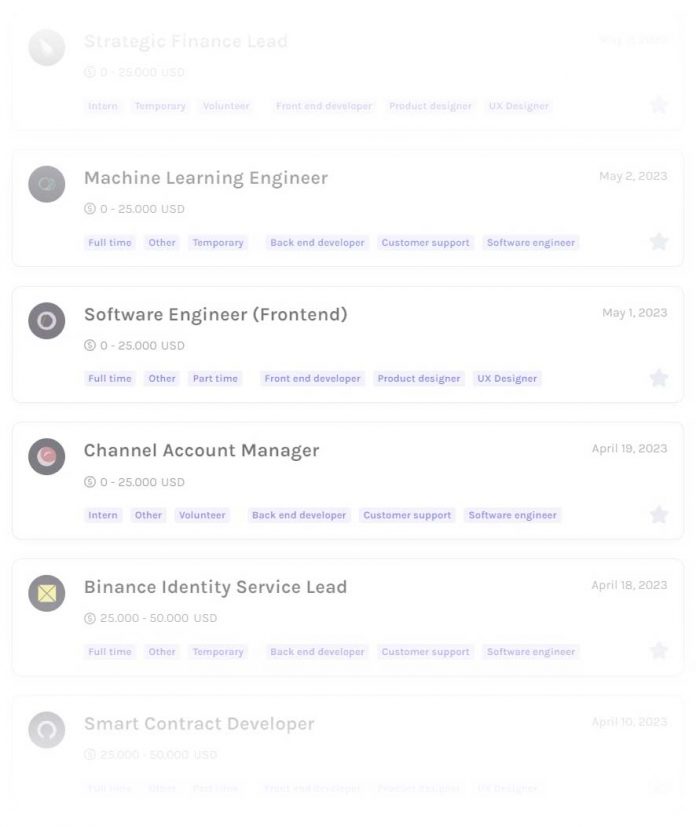 Strategic Finance Lead
0 - 25.000 USD
Intern Temporary Volunteer Front end developer Product designer UX Designer
Machine Learning Engineer May 2, 2023
0 - 25.000 USD
Full time Other Temporary Back end developer Customer support Software engineer
Software Engineer (Frontend) May 1, 2023
0 - 25.000 USD
Full time Other Part time Front end developer Product designer UX Designer
Channel Account Manager April 19, 2023
0 - 25.000 USD
Intern Other Volunteer Back end developer Customer support Software engineer
Binance Identity Service Lead April 18, 2023
25.000 - 50.000 USD
Full time Other Temporary Back end developer Customer support Software engineer
Smart Contract Developer April 10, 2023
25.000 - 50.000 USD
Full time Other Part time Front end developer Product designer UX Designer